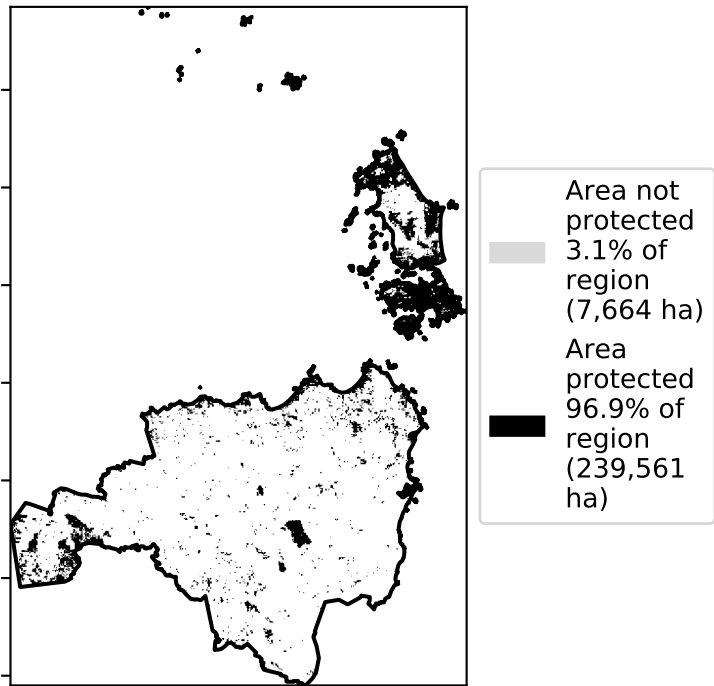 Area not
protected
3.1% of
region
(7,664 ha)
Area
protected
96.9% of
region
(239,561
ha)